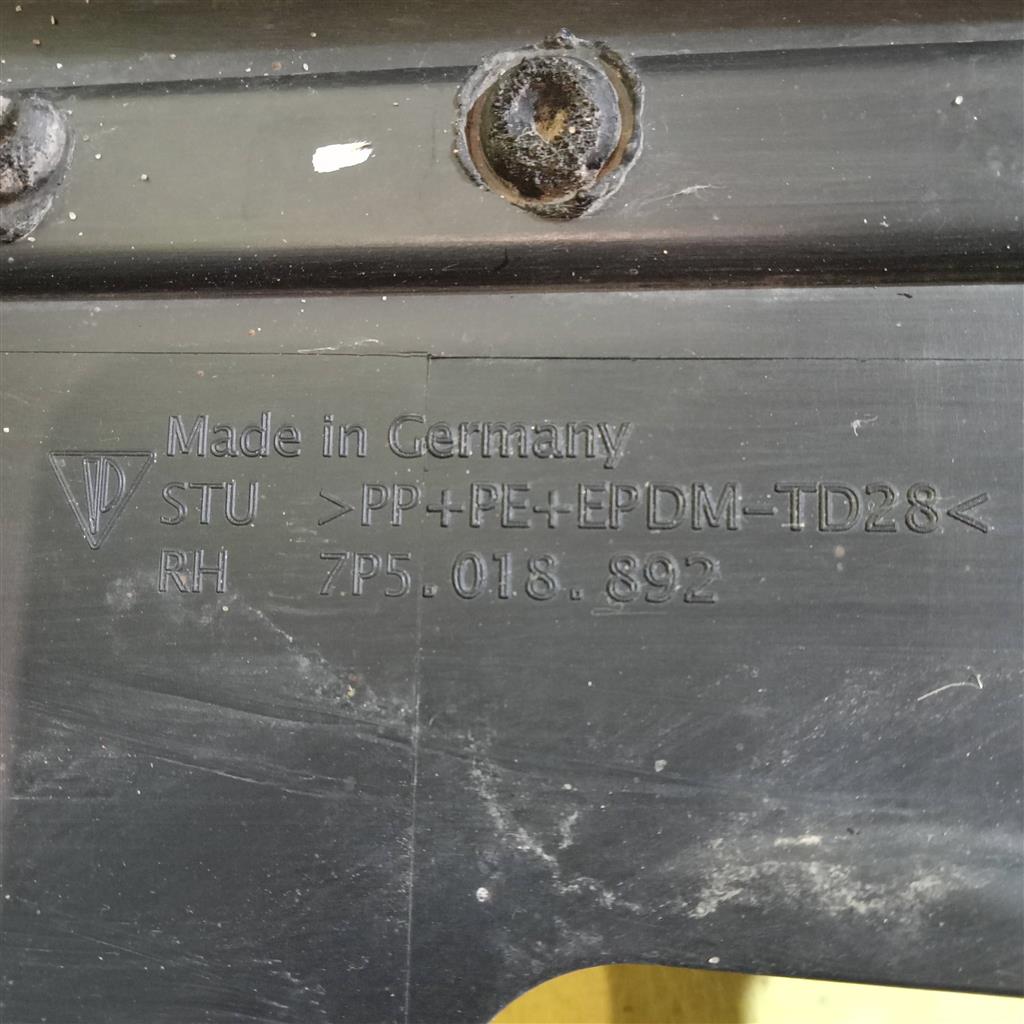 Made in Germany
STU >PP+PE+EPDM-TD28<
RH 7P5.018.892